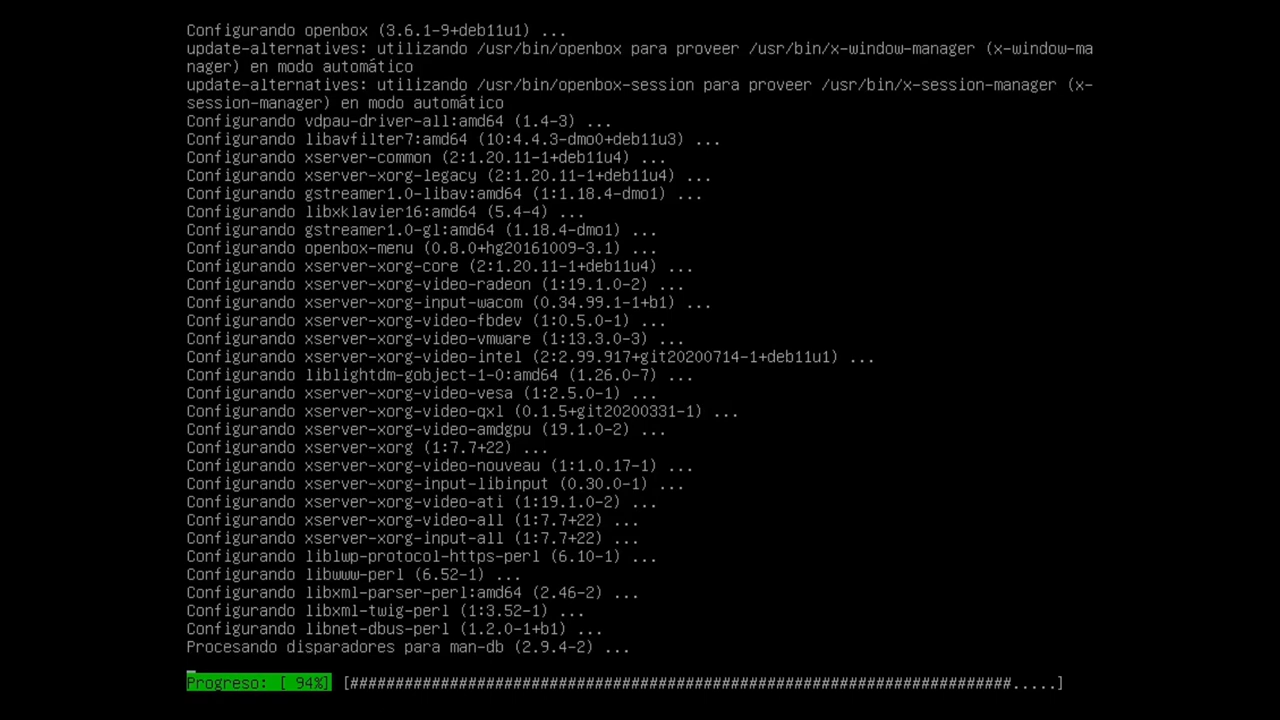 Configurando openbox (3.6.1-9+deb11u1) ...
update-alternatives: utilizando /usr/bin/openbox para proveer /usr/bin/x-window-manager (x-window-ma
nager) en modo automático
update-alternatives: utilizando /usr/bin/openbox-session para proveer /usr/bin/x-session-manager (x-
session-manager) en modo automático
Configurando vdpau-driver-all:amd64 (1.4-3) ...
Configurando libavfilter7:amd64 (10:4.4.3-dmo0+deb11u3) ...
Configurando xserver-common (2:1.20.11-1+deb11u4) ...
Configurando xserver-xorg-legacy (2:1.20.11-1+deb11u4) ...
Configurando gstreamer1.0-libav:amd64 (1:1.18.4-dmo1) ...
Configurando libxklavier16:amd64 (5.4-4) ...
Configurando gstreamer1.0-gl:amd64 (1.18.4-dmo1) ...
Configurando openbox-menu (0.8.0+hg20161009-3.1) ...
Configurando xserver-xorg-core (2:1.20.11-1+deb11u4) ...
Configurando xserver-xorg-video-radeon (1:19.1.0-2) ...
Configurando xserver-xorg-input-wacom (0.34.99.1-1+b1) ...
Configurando xserver-xorg-video-fbdev (1:0.5.0-1) ...
Configurando xserver-xorg-video-vmware (1:13.3.0-3) ...
Configurando xserver-xorg-video-intel (2:2.99.917+git20200714-1+deb11u1) ...
Configurando liblightdm-gobject-1-0:amd64 (1.26.0-7) ...
Configurando xserver-xorg-video-vesa (1:2.5.0-1) ...
Configurando xserver-xorg-video-qxl (0.1.5+git20200331-1) ...
Configurando xserver-xorg-video-amdgpu (19.1.0-2) ...
Configurando xserver-xorg (1:7.7+22) ...
Configurando xserver-xorg-video-nouveau (1:1.0.17-1) ...
Configurando xserver-xorg-input-libinput (0.30.0-1) ...
Configurando xserver-xorg-video-ati (1:19.1.0-2) ...
Configurando xserver-xorg-video-all (1:7.7+22) ...
Configurando xserver-xorg-input-all (1:7.7+22) ...
Configurando liblwp-protocol-https-perl (6.10-1) ...
Configurando libwww-perl (6.52-1) ...
Configurando libxml-parser-perl:amd64 (2.46-2) ...
Configurando libxml-twig-perl (1:3.52-1) ...
Configurando libnet-dbus-perl (1.2.0-1+b1) ...
Procesando disparadores para man-db (2.9.4-2) ...
Progreso: [ 94%] [#########################################################################.....]